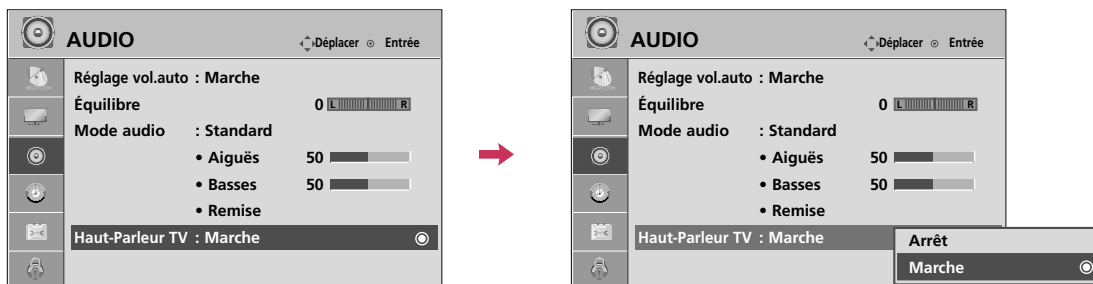 AUDIO Déplacer Entrée
Réglage vol.auto : Marche
Équilibre 0 L R
Mode audio : Standard
• Aiguës 50
• Basses 50
• Remise
Haut-Parleur TV : Marche
AUDIO Déplacer Entrée
Réglage vol.auto : Marche
Équilibre 0 L R
Mode audio : Standard
• Aiguës 50
• Basses 50
• Remise
Haut-Parleur TV : Marche
Arrêt
Marche